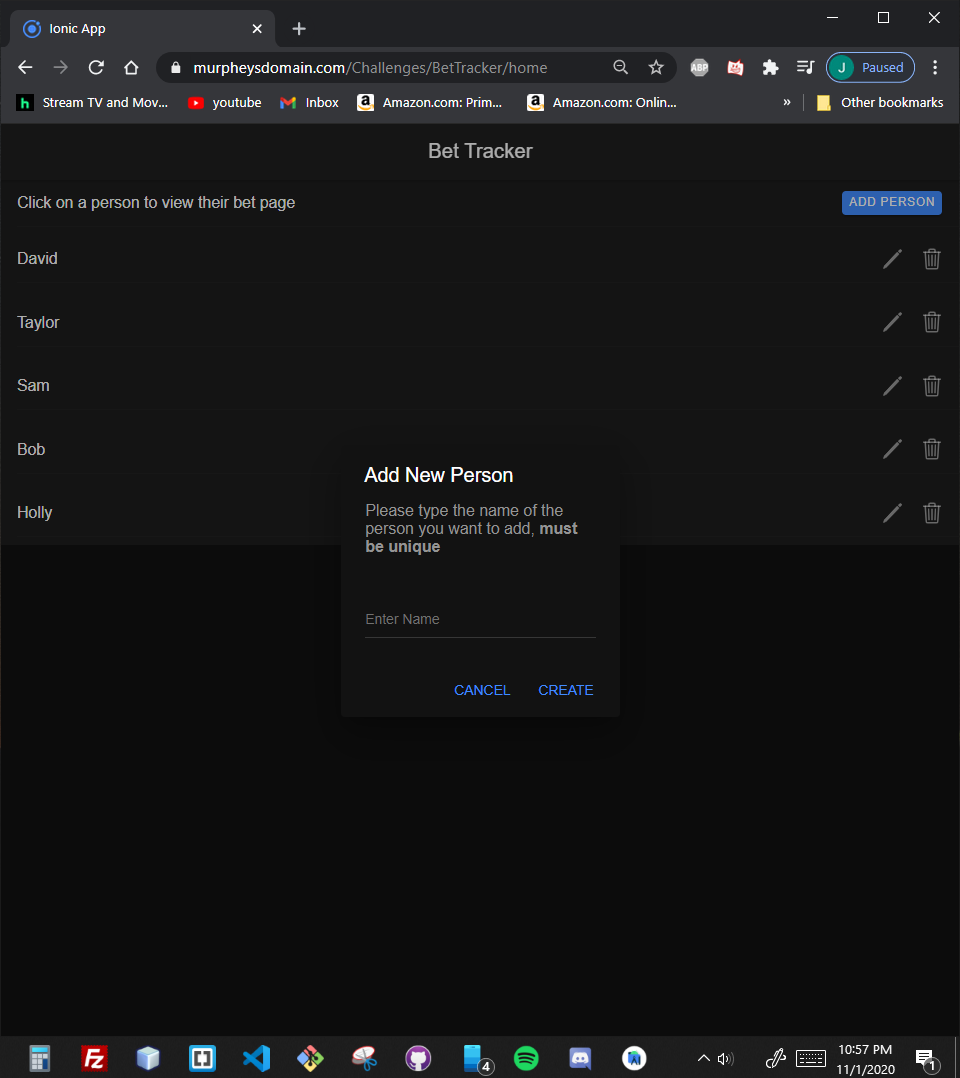 Ionic App
murpheysdomain.com/Challenges/BetTracker/home
ABP
J Paused
h Stream TV and Mov...
youtube
Inbox
a Amazon.com: Prim...
a Amazon.com: Onlin...
»
Other bookmarks
Bet Tracker
Click on a person to view their bet page
ADD PERSON
David
Taylor
Sam
Bob
Holly
Add New Person
Please type the name of the
person you want to add, must
be unique
Enter Name
CANCEL CREATE
Fz
4
10:57 PM
11/1/2020
1